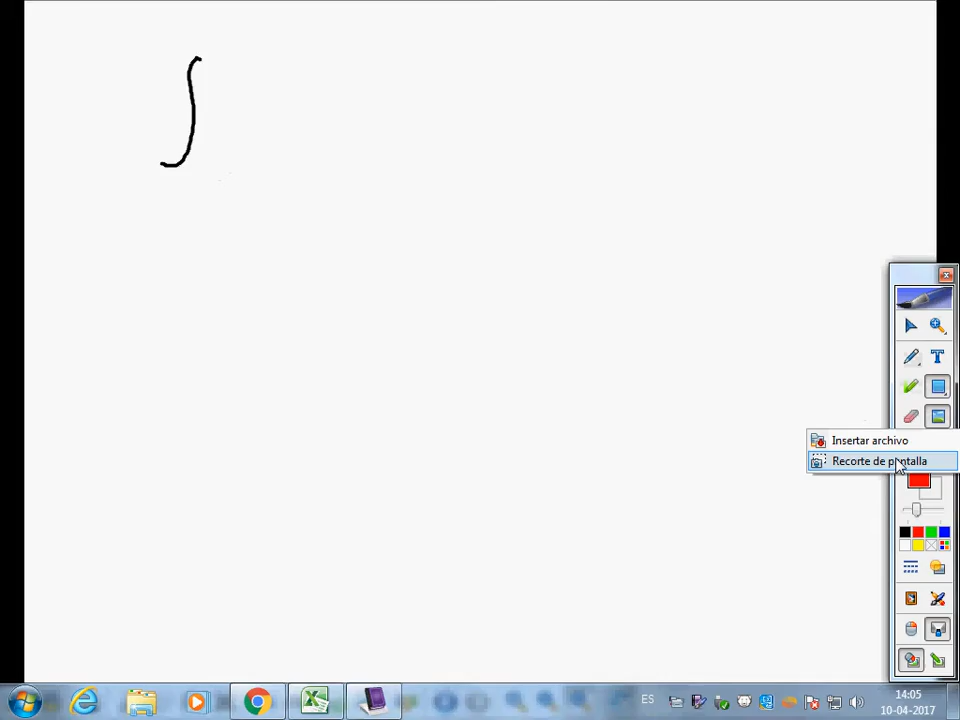 ∫
Insertar archivo
Recorte de pantalla
T
ES
14:05
10-04-2017